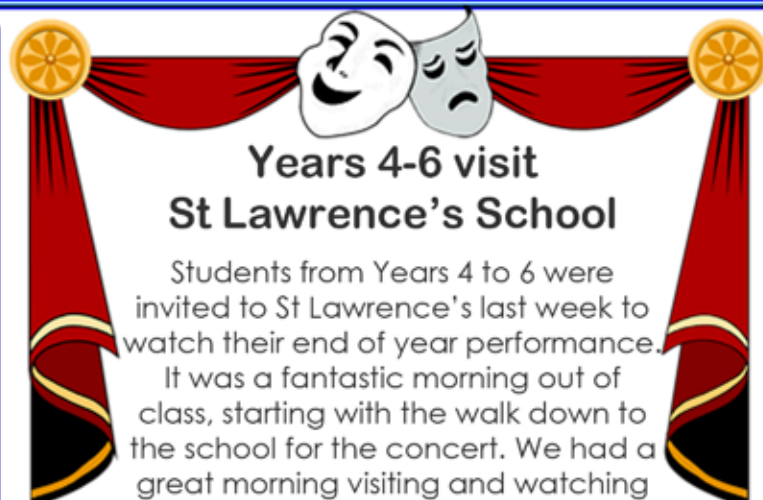 Years 4-6 visit
St Lawrence's School
Students from Years 4 to 6 were
invited to St Lawrence's last week to
watch their end of year performance.
It was a fantastic morning out of
class, starting with the walk down to
the school for the concert. We had a
great morning visiting and watching